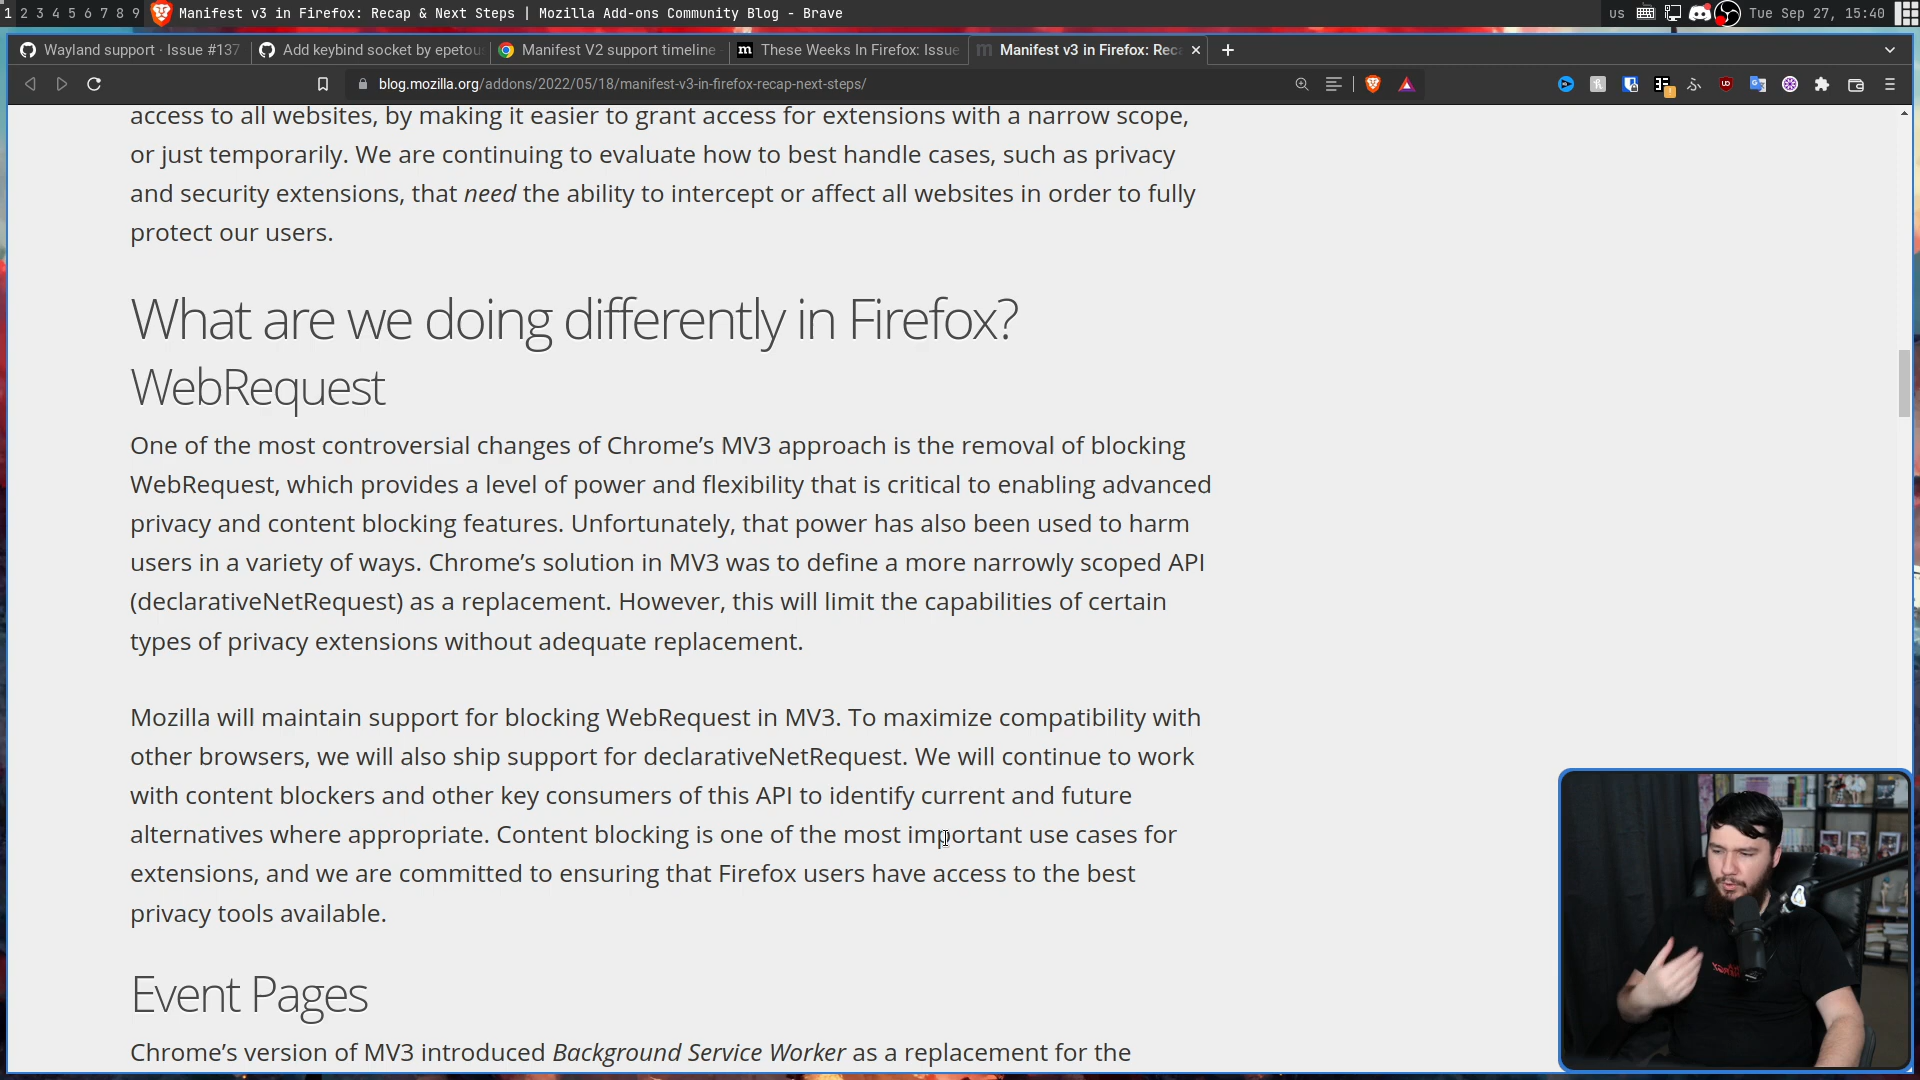 1 2 3 4 5 6 7 8 9 Manifest v3 in Firefox: Recap & Next Steps | Mozilla Add-ons Community Blog - Brave us Tue Sep 27, 15:40
Wayland support · Issue #137 Add keybind socket by epetou Manifest V2 support timeline m These Weeks In Firefox: Issue m Manifest v3 in Firefox: Rec
blog.mozilla.org/addons/2022/05/18/manifest-v3-in-firefox-recap-next-steps/
access to all websites, by making it easier to grant access for extensions with a narrow scope,
or just temporarily. We are continuing to evaluate how to best handle cases, such as privacy
and security extensions, that need the ability to intercept or affect all websites in order to fully
protect our users.
What are we doing differently in Firefox?
WebRequest
One of the most controversial changes of Chrome’s MV3 approach is the removal of blocking
WebRequest, which provides a level of power and flexibility that is critical to enabling advanced
privacy and content blocking features. Unfortunately, that power has also been used to harm
users in a variety of ways. Chrome’s solution in MV3 was to define a more narrowly scoped API
(declarativeNetRequest) as a replacement. However, this will limit the capabilities of certain
types of privacy extensions without adequate replacement.
Mozilla will maintain support for blocking WebRequest in MV3. To maximize compatibility with
other browsers, we will also ship support for declarativeNetRequest. We will continue to work
with content blockers and other key consumers of this API to identify current and future
alternatives where appropriate. Content blocking is one of the most important use cases for
extensions, and we are committed to ensuring that Firefox users have access to the best
privacy tools available.
Event Pages
Chrome’s version of MV3 introduced Background Service Worker as a replacement for the